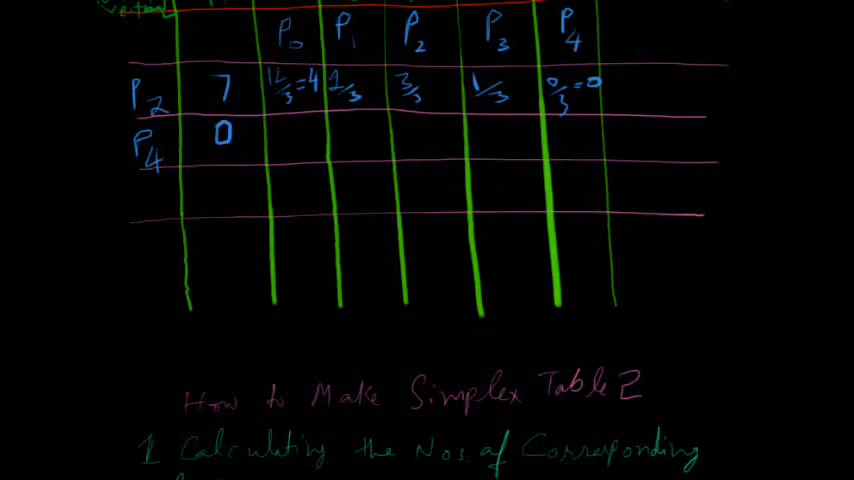 Vector
P0 P1 P2 P3 P4
P2 7 12/3=4 1/3 3/3 1/3 0/3=0
P4 0
How to Make Simplex Table 2
1 Calculating the Nos. of Corresponding